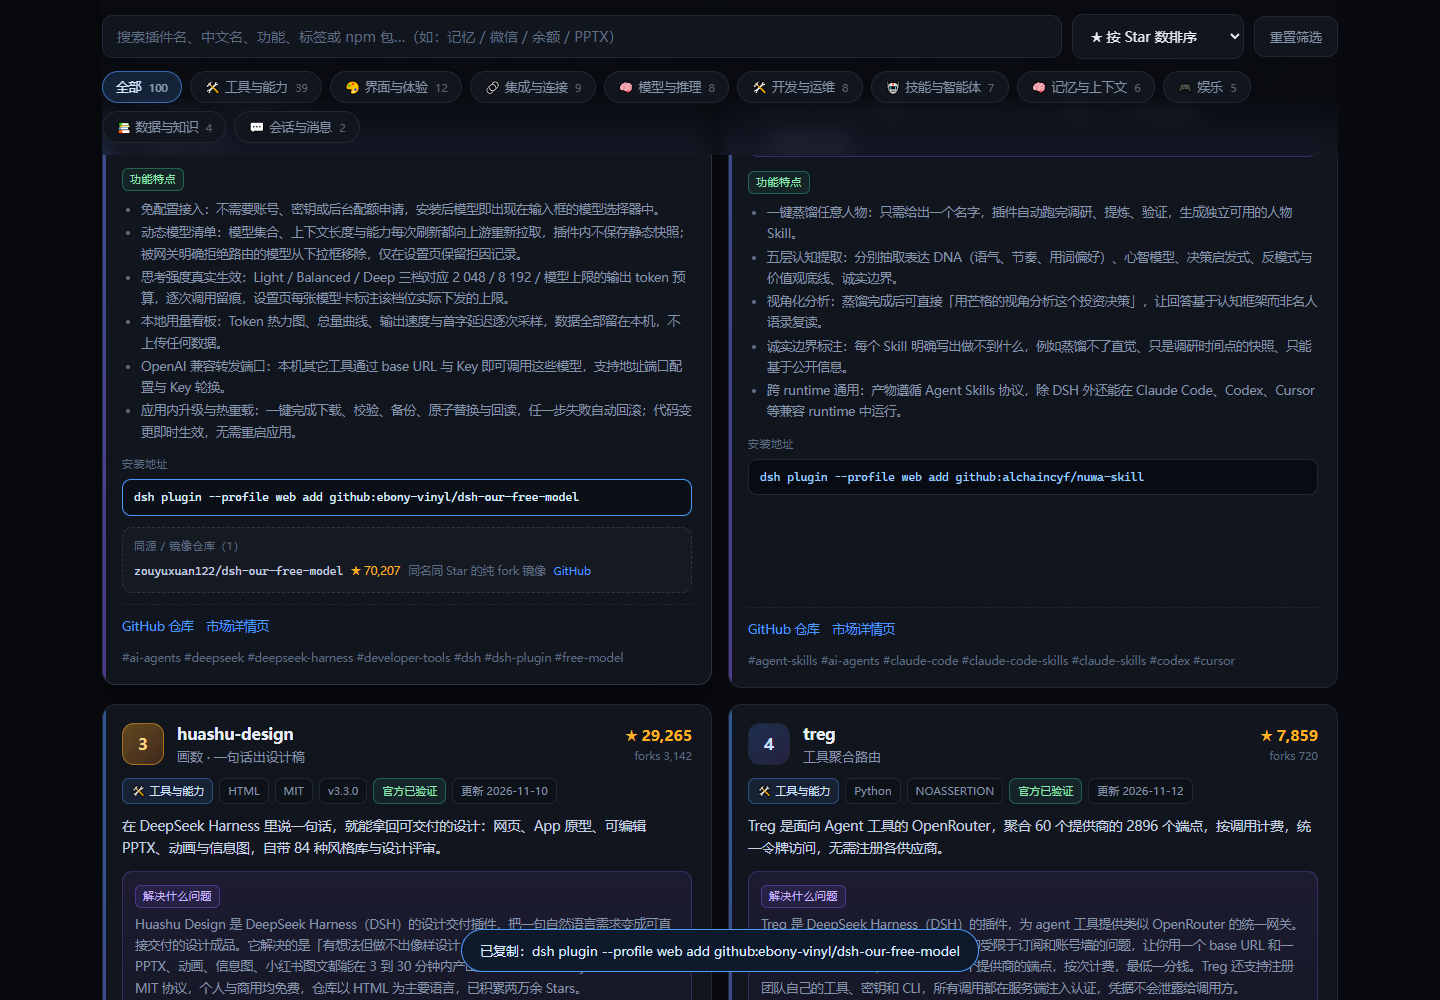 搜索插件名、中文名、功能、标签或 npm 包...（如：记忆 / 微信 / 余额 / PPTX）
★ 按 Star 数排序
重置筛选
全部 100
🛠 工具与能力 39
🎨 界面与体验 12
🔗 集成与连接 9
🧠 模型与推理 8
🛠 开发与运维 8
技能与智能体 7
🧠 记忆与上下文 6
🎮 娱乐 5
📚 数据与知识 4
💬 会话与消息 2
功能特点
• 免配置接入：不需要账号、密钥或后台配额申请，安装后模型即出现在输入框的模型选择器中。
• 动态模型清单：模型集合、上下文长度与能力每次刷新都向上游重新拉取，插件内不保存静态快照；
被网关明确拒绝路由的模型从下拉框移除，仅在设置页保留拒因记录。
• 思考强度真实生效：Light / Balanced / Deep 三档对应 2 048 / 8 192 / 模型上限的输出 token 预
算，逐次调用留痕，设置页每张模型卡标注该档位实际下发的上限。
• 本地用量看板：Token 热力图、总量曲线、输出速度与首字延迟逐次采样，数据全部留在本机，不
上传任何数据。
• OpenAI 兼容转发端口：本机其它工具通过 base URL 与 Key 即可调用这些模型，支持地址端口配
置与 Key 轮换。
• 应用内升级与热重载：一键完成下载、校验、备份、原子替换与回读，任一步失败自动回滚；代码变
更即时生效，无需重启应用。
安装地址
dsh plugin --profile web add github:ebony-vinyl/dsh-our-free-model
同源 / 镜像仓库（1）
zouyuxuan122/dsh-our-free-model ★ 70,207 同名同 Star 的纯 fork 镜像 GitHub
GitHub 仓库 市场详情页
#ai-agents #deepseek #deepseek-harness #developer-tools #dsh #dsh-plugin #free-model
功能特点
• 一键蒸馏任意人物：只需给出一个名字，插件自动跑完调研、提炼、验证，生成独立可用的人物
Skill。
• 五层认知提取：分别抽取表达 DNA（语气、节奏、用词偏好）、心智模型、决策启发式、反模式与
价值观底线、诚实边界。
• 视角化分析：蒸馏完成后可直接「用芒格的视角分析这个投资决策」，让回答基于认知框架而非名人
语录复读。
• 诚实边界标注：每个 Skill 明确写出做不到什么，例如蒸馏不了直觉、只是调研时间点的快照、只能
基于公开信息。
• 跨 runtime 通用：产物遵循 Agent Skills 协议，除 DSH 外还能在 Claude Code、Codex、Cursor
等兼容 runtime 中运行。
安装地址
dsh plugin --profile web add github:alchaincyf/nuwa-skill
GitHub 仓库 市场详情页
#agent-skills #ai-agents #claude-code #claude-code-skills #claude-skills #codex #cursor
3
huashu-design
画数 · 一句话出设计稿
★ 29,265
forks 3,142
🛠 工具与能力 HTML MIT v3.3.0 官方已验证 更新 2026-11-10
在 DeepSeek Harness 里说一句话，就能拿回可交付的设计：网页、App 原型、可编辑
PPTX、动画与信息图，自带 84 种风格库与设计评审。
解决什么问题
Huashu Design 是 DeepSeek Harness（DSH）的设计交付插件，把一句自然语言需求变成可直
接交付的设计成品。它解决的是「有想法但做不出像样设计
PPTX、动画、信息图、小红书图文都能在 3 到 30 分钟内产
MIT 协议，个人与商用均免费，仓库以 HTML 为主要语言，已积累两万余 Stars。
4
treg
工具聚合路由
★ 7,859
forks 720
🛠 工具与能力 Python NOASSERTION 官方已验证 更新 2026-11-12
Treg 是面向 Agent 工具的 OpenRouter，聚合 60 个提供商的 2896 个端点，按调用计费，统
一令牌访问，无需注册各供应商。
解决什么问题
Treg 是 DeepSeek Harness（DSH）的插件，为 agent 工具提供类似 OpenRouter 的统一网关。
受限于订阅和账号墙的问题，让你用一个 base URL 和一
提供商的端点，按次计费，最低一分钱。Treg 还支持注册
团队自己的工具、密钥和 CLI，所有调用都在服务端注入认证，凭据不会泄露给调用方。
已复制：dsh plugin --profile web add github:ebony-vinyl/dsh-our-free-model